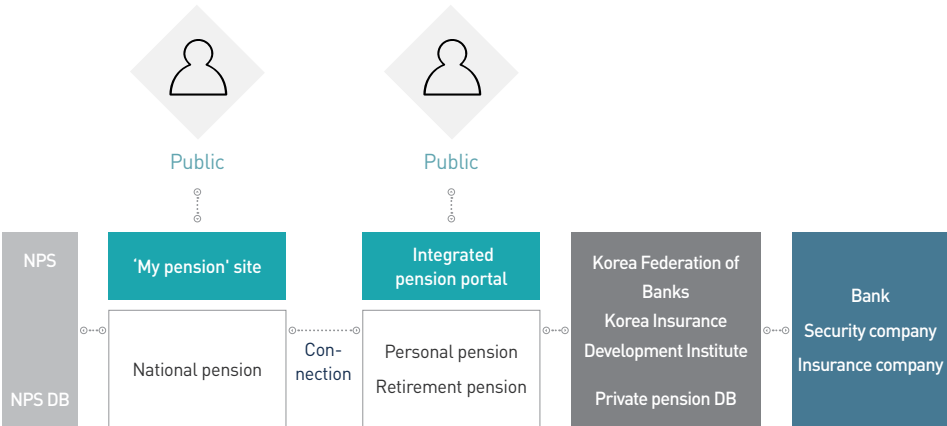 Public
Public
NPS
NPS DB
‘My pension' site
National pension
Con-
nection
Integrated
pension portal
Personal pension
Retirement pension
Korea Federation of
Banks
Korea Insurance
Development Institute
Private pension DB
Bank
Security company
Insurance company